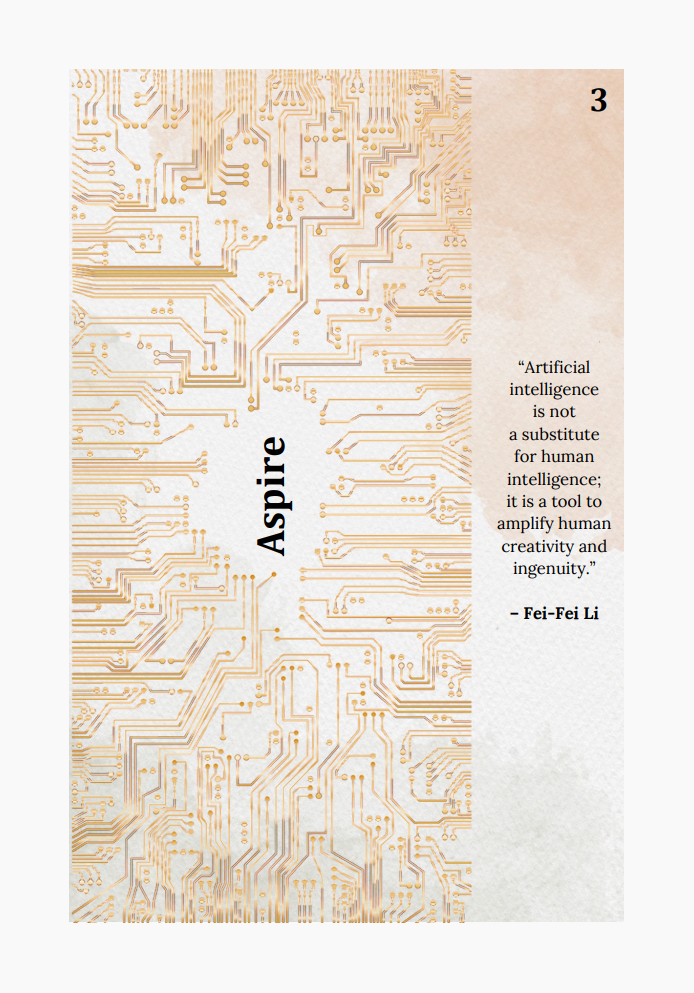 3
Aspire
“Artificial
intelligence
is not
a substitute
for human
intelligence;
it is a tool to
amplify human
creativity and
ingenuity.”
– Fei-Fei Li